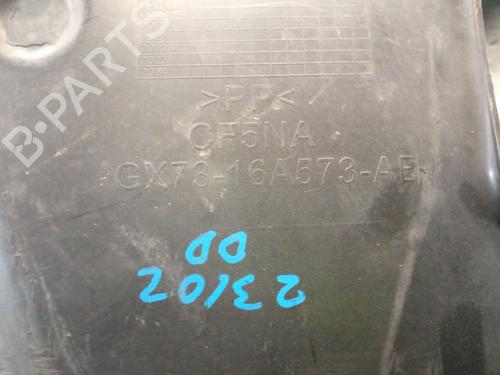 >PP<
CF5NA
GX73-16A573-AB
DD
23102
B-PARTS